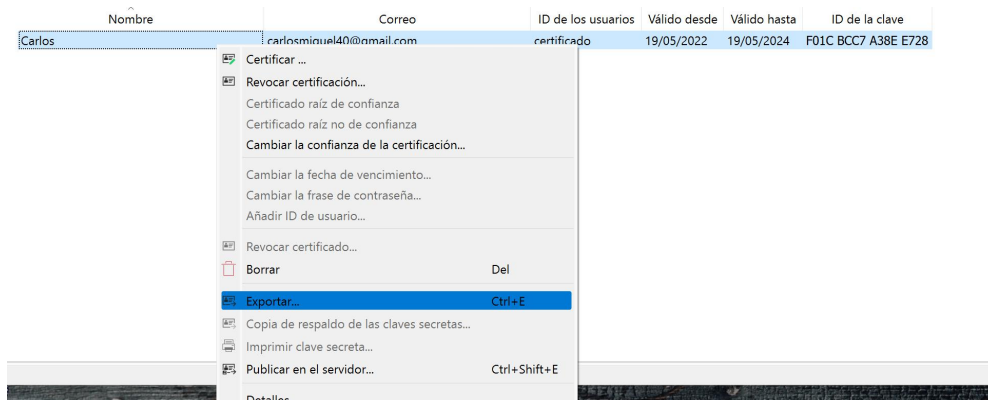 Nombre Correo ID de los usuarios Válido desde Válido hasta ID de la clave
Carlos carlosmiguel40@gmail.com certificado 19/05/2022 19/05/2024 F01C BCC7 A38E E728
Certificar ...
Revocar certificación...
Certificado raíz de confianza
Certificado raíz no de confianza
Cambiar la confianza de la certificación...
Cambiar la fecha de vencimiento...
Cambiar la frase de contraseña...
Añadir ID de usuario...
Revocar certificado...
Borrar Del
Exportar... Ctrl+E
Copia de respaldo de las claves secretas...
Imprimir clave secreta...
Publicar en el servidor... Ctrl+Shift+E
Detalles